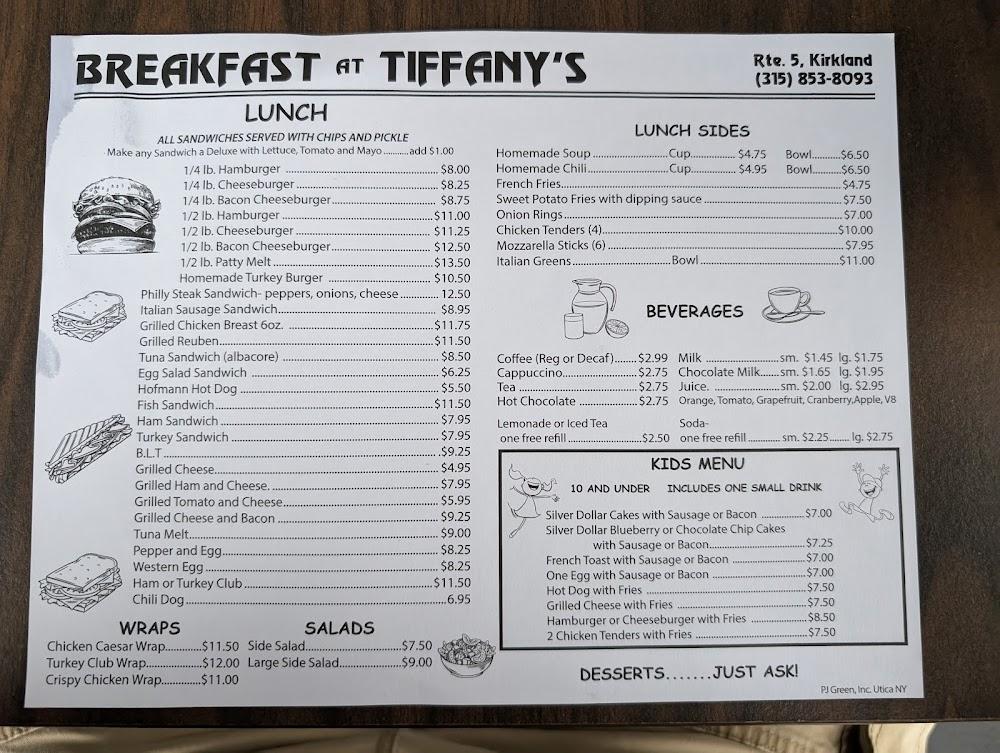 BREAKFAST AT TIFFANY'S
Rte. 5, Kirkland
(315) 853-8093
LUNCH
ALL SANDWICHES SERVED WITH CHIPS AND PICKLE
Make any Sandwich a Deluxe with Lettuce, Tomato and Mayo..........add $1.00
1/4 lb. Hamburger ........ $8.00
1/4 lb. Cheeseburger........ $8.25
1/4 lb. Bacon Cheeseburger........ $8.75
1/2 lb. Hamburger ........ $11.00
1/2 lb. Cheeseburger........ $11.25
1/2 lb. Bacon Cheeseburger........ $12.50
1/2 lb. Patty Melt........ $13.50
Homemade Turkey Burger ........ $10.50
Philly Steak Sandwich- peppers, onions, cheese........ 12.50
Italian Sausage Sandwich........ $8.95
Grilled Chicken Breast 6oz. ........ $11.75
Grilled Reuben........ $11.50
Tuna Sandwich (albacore) ........ $8.50
Egg Salad Sandwich ........ $6.25
Hofmann Hot Dog ........ $5.50
Fish Sandwich........ $11.50
Ham Sandwich ........ $7.95
Turkey Sandwich ........ $7.95
B.L.T ........ $9.25
Grilled Cheese........ $4.95
Grilled Ham and Cheese. ........ $7.95
Grilled Tomato and Cheese........ $5.95
Grilled Cheese and Bacon ........ $9.25
Tuna Melt........ $9.00
Pepper and Egg........ $8.25
Western Egg ........ $8.25
Ham or Turkey Club ........ $11.50
Chili Dog........ 6.95
WRAPS
Chicken Caesar Wrap........$11.50
Turkey Club Wrap........$12.00
Crispy Chicken Wrap........$11.00
SALADS
Side Salad........$7.50
Large Side Salad........$9.00
LUNCH SIDES
Homemade Soup ........Cup........ $4.75 Bowl........$6.50
Homemade Chili........Cup........ $4.95 Bowl........$6.50
French Fries........$4.75
Sweet Potato Fries with dipping sauce ........$7.50
Onion Rings........$7.00
Chicken Tenders (4)........$10.00
Mozzarella Sticks (6) ........$7.95
Italian Greens........Bowl ........$11.00
BEVERAGES
Coffee (Reg or Decaf)....... $2.99
Cappuccino........ $2.75
Tea ........ $2.75
Hot Chocolate ........ $2.75
Milk ........sm. $1.45 lg. $1.75
Chocolate Milk......sm. $1.65 lg. $1.95
Juice. ........sm. $2.00 lg. $2.95
Orange, Tomato, Grapefruit, Cranberry,Apple, V8
Lemonade or Iced Tea
one free refill........ $2.50
Soda-
one free refill ........ sm. $2.25....... lg. $2.75
KIDS MENU
10 AND UNDER INCLUDES ONE SMALL DRINK
Silver Dollar Cakes with Sausage or Bacon ........$7.00
Silver Dollar Blueberry or Chocolate Chip Cakes
with Sausage or Bacon........$7.25
French Toast with Sausage or Bacon ........$7.00
One Egg with Sausage or Bacon ........$7.00
Hot Dog with Fries ........$7.50
Grilled Cheese with Fries ........$7.50
Hamburger or Cheeseburger with Fries ........$8.50
2 Chicken Tenders with Fries ........$7.50
DESSERTS.......JUST ASK!
PJ Green, Inc. Utica NY